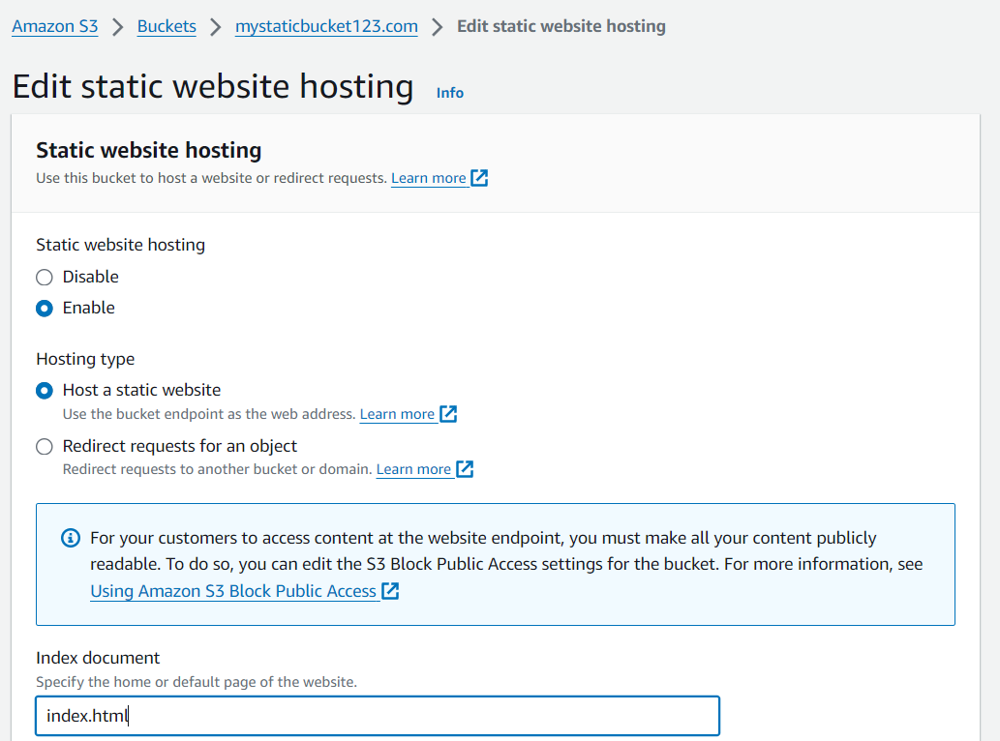 Amazon S3 > Buckets > mystaticbucket123.com > Edit static website hosting
Edit static website hosting Info
Static website hosting
Use this bucket to host a website or redirect requests. Learn more
Static website hosting
Disable
Enable
Hosting type
Host a static website
Use the bucket endpoint as the web address. Learn more
Redirect requests for an object
Redirect requests to another bucket or domain. Learn more
For your customers to access content at the website endpoint, you must make all your content publicly
readable. To do so, you can edit the S3 Block Public Access settings for the bucket. For more information, see
Using Amazon S3 Block Public Access
Index document
Specify the home or default page of the website.
index.html